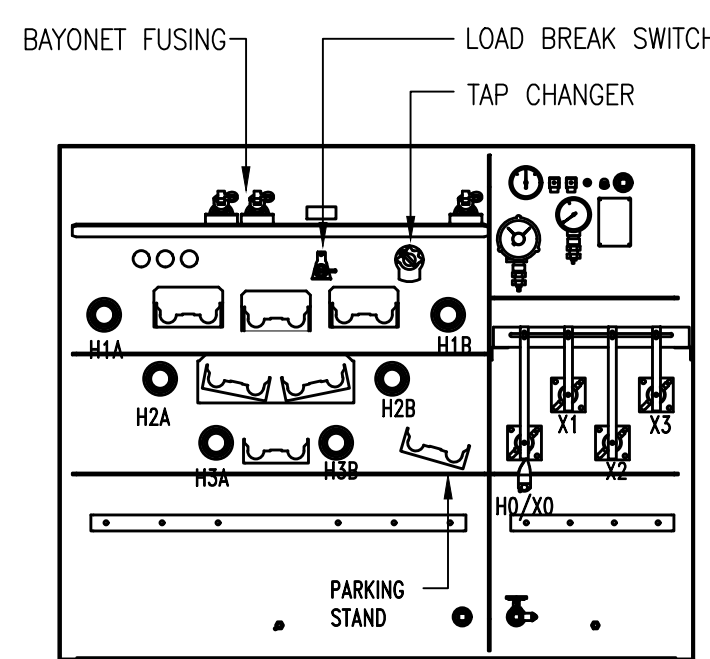 BAYONET FUSING
LOAD BREAK SWITCH
TAP CHANGER
H1A
H1B
H2A
H2B
X1
X3
H3A
H3B
X2
H0/X0
PARKING
STAND